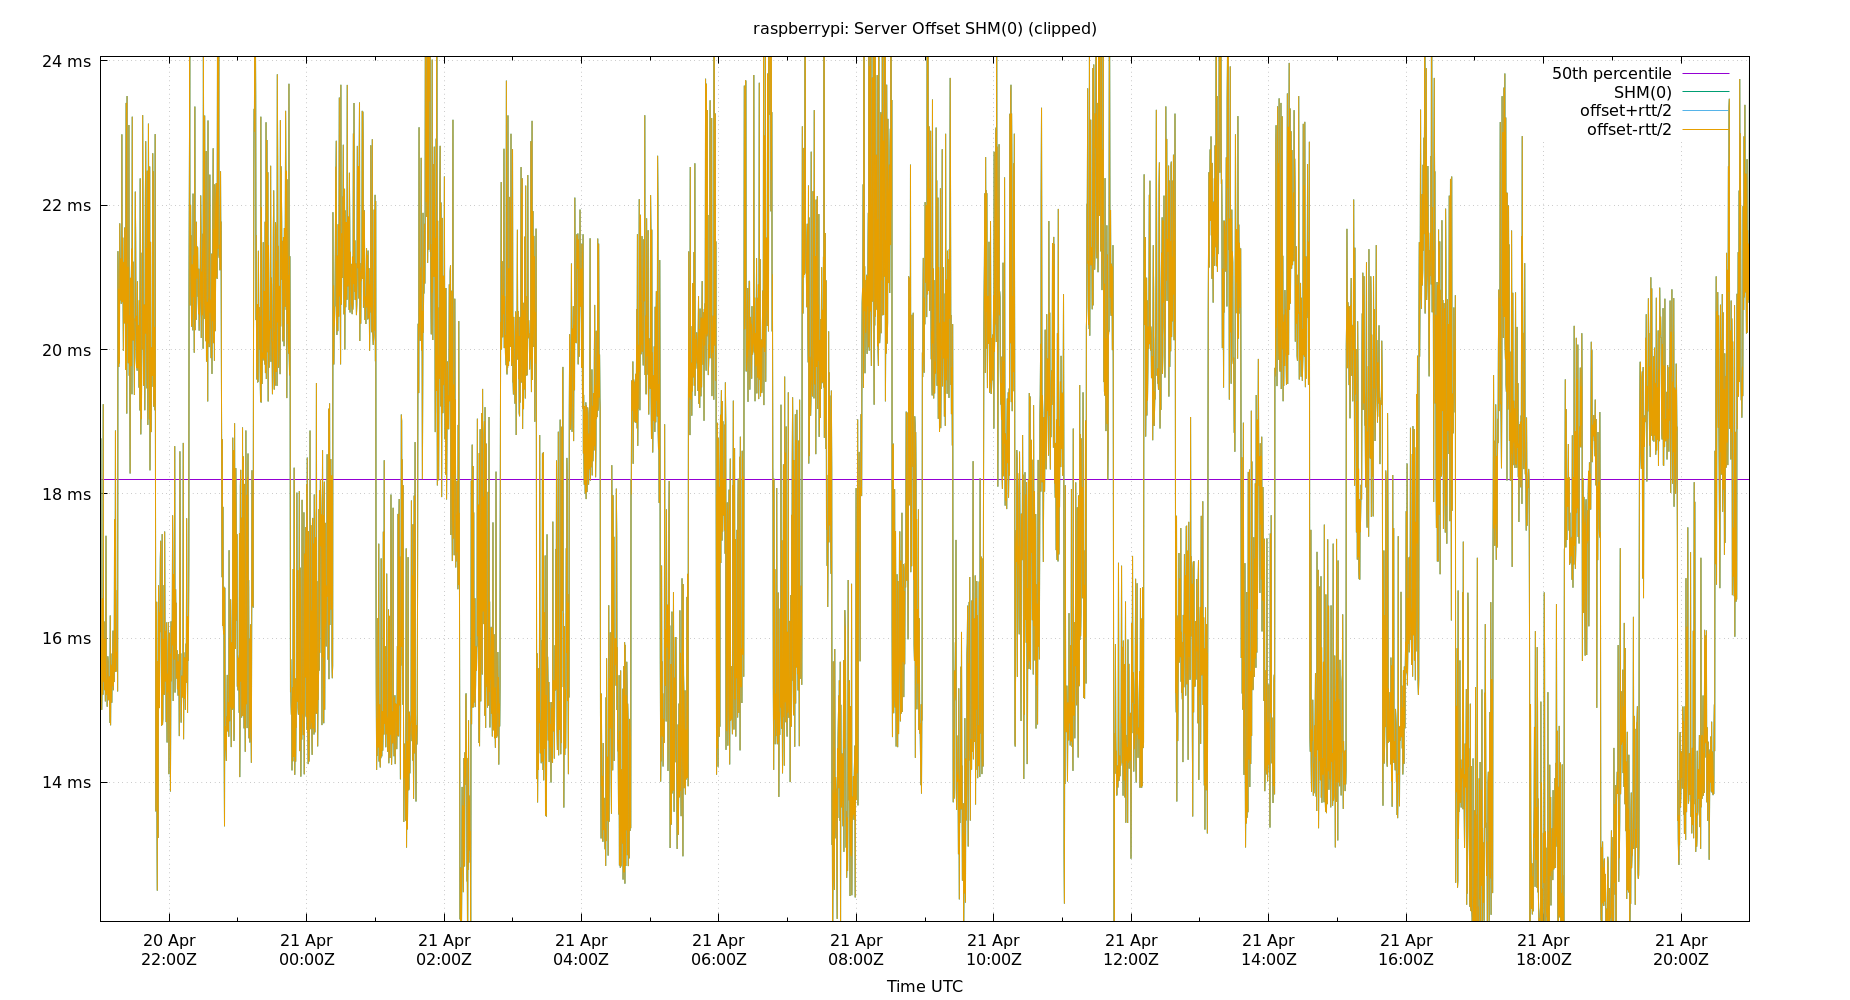 raspberrypi: Server Offset SHM(0) (clipped)
24 ms
22 ms
20 ms
18 ms
16 ms
14 ms
50th percentile
SHM(0)
offset+rtt/2
offset-rtt/2
20 Apr 21 Apr 21 Apr 21 Apr 21 Apr 21 Apr 21 Apr 21 Apr 21 Apr 21 Apr 21 Apr 21 Apr
22:00Z 00:00Z 02:00Z 04:00Z 06:00Z 08:00Z 10:00Z 12:00Z 14:00Z 16:00Z 18:00Z 20:00Z
Time UTC